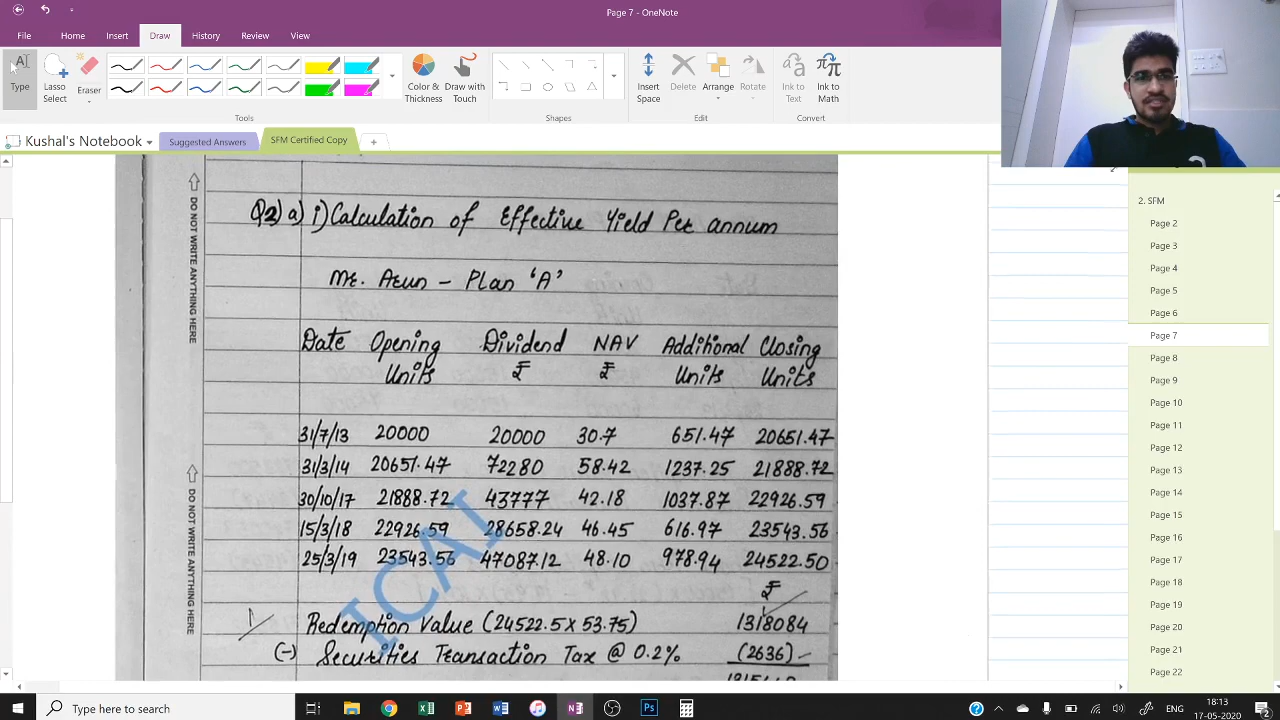 Page 7 - OneNote
File Home Insert Draw History Review View
Type Lasso Select Eraser Color & Thickness Draw with Touch Insert Space Delete Arrange Rotate Ink to Text Ink to Math
Tools Shapes Edit Convert
Kushal's Notebook Suggested Answers SFM Certified Copy
2. SFM
Page 2
Page 3
Page 4
Page 5
Page 6
Page 7
Page 8
Page 9
Page 10
Page 11
Page 12
Page 13
Page 14
Page 15
Page 16
Page 17
Page 18
Page 19
Page 20
Page 21
Page 22
DO NOT WRITE ANYTHING HERE
DO NOT WRITE ANYTHING HERE
Q2) a) i) Calculation of Effective Yield Per annum
Mr. Arun - Plan 'A'
Date Opening Dividend NAV Additional Closing
Units ₹ ₹ Units Units
31/7/13 20000 20000 30.7 651.47 20651.47
31/3/14 20651.47 72280 58.42 1237.25 21888.72
30/10/17 21888.72 43777 42.18 1037.87 22926.59
15/3/18 22926.59 28658.24 46.45 616.97 23543.56
25/3/19 23543.56 47087.12 48.10 978.94 24522.50
₹
1 Redemption Value (24522.5 x 53.75) 1318084
(-) Securities Transaction Tax @ 0.2% (2636)
ICAI
Type here to search
18:13
17-05-2020